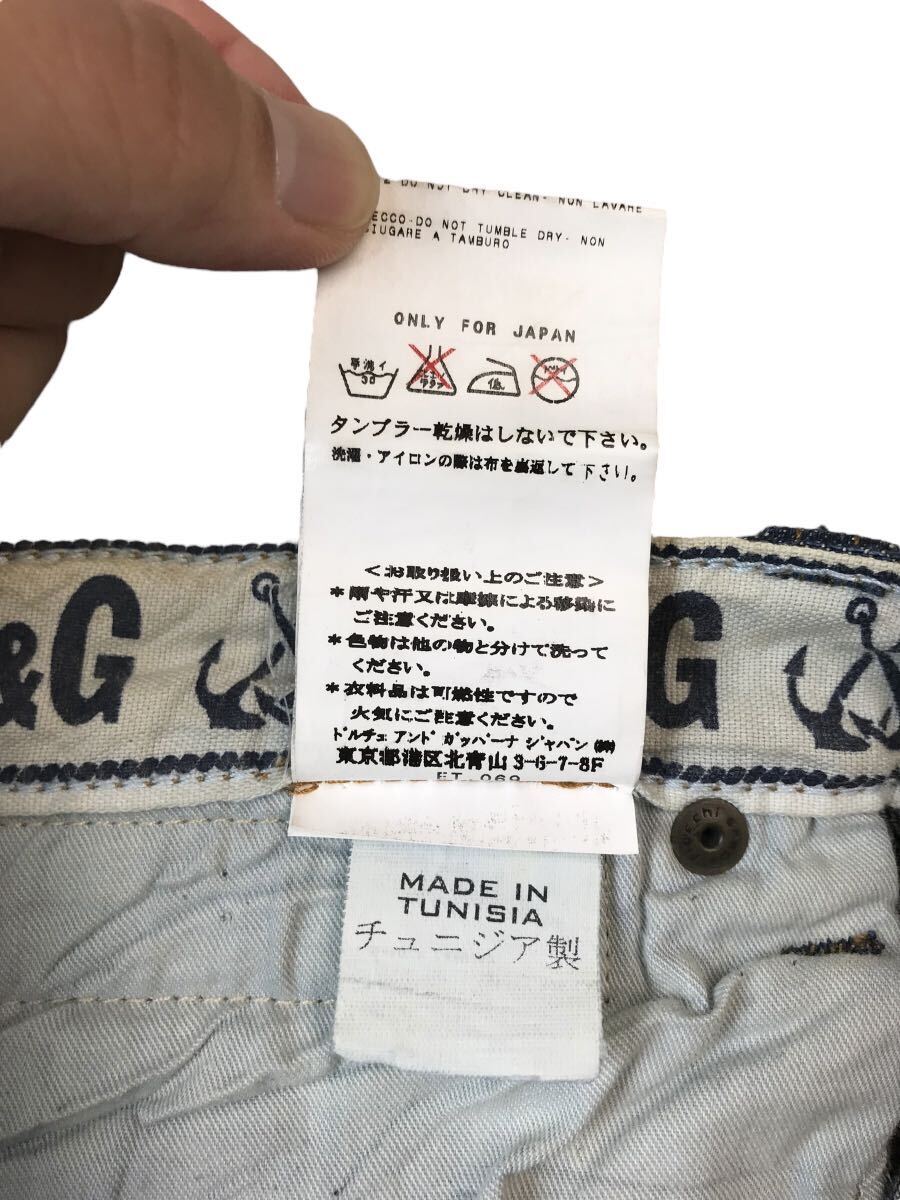 DO NOT DRY CLEAN- NON LAVARE
ECCO-DO NOT TUMBLE DRY- NON
SIUGARE A TAMBURO
ONLY FOR JAPAN
手洗イ
30
低
タンブラー乾燥はしないで下さい。
洗濯・アイロンの際は布を裏返して下さい。
<お取り扱い上のご注意>
*雨や汗又は摩擦による移染に
ご注意ください。
*色物は他の物と分けて洗って
ください。
*衣料品は可燃性ですので
火気にご注意ください。
ドルチェ アンド ガッバーナ ジャパン ㈱
東京都港区北青山 3-6-7-8F
&G
G
MADE IN
TUNISIA
チュニジア製